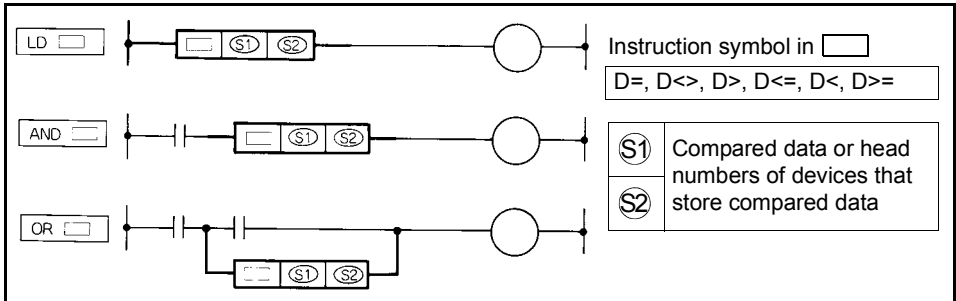 LD
S1 S2
AND
S1 S2
OR
S1 S2
Instruction symbol in
D=, D<>, D>, D<=, D<, D>=
S1
S2
Compared data or head
numbers of devices that
store compared data